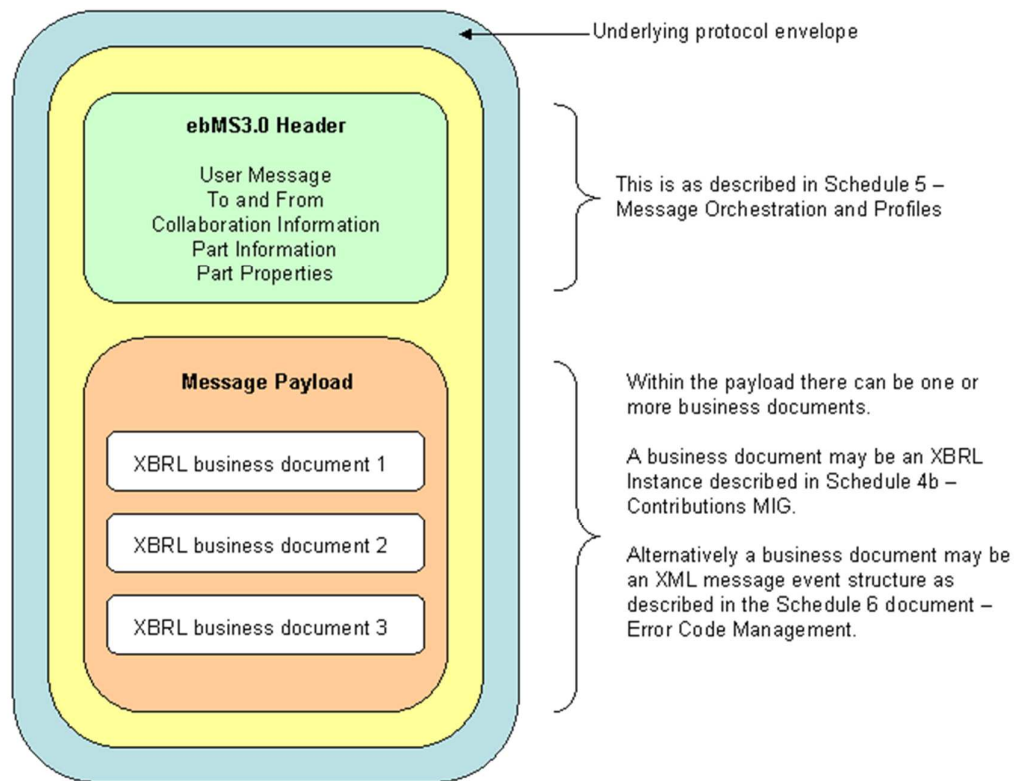 Underlying protocol envelope
ebMS3.0 Header
User Message
To and From
Collaboration Information
Part Information
Part Properties
This is as described in Schedule 5 –
Message Orchestration and Profiles
Message Payload
XBRL business document 1
XBRL business document 2
XBRL business document 3
Within the payload there can be one or
more business documents.
A business document may be an XBRL
Instance described in Schedule 4b –
Contributions MIG.
Alternatively a business document may be
an XML message event structure as
described in the Schedule 6 document –
Error Code Management.